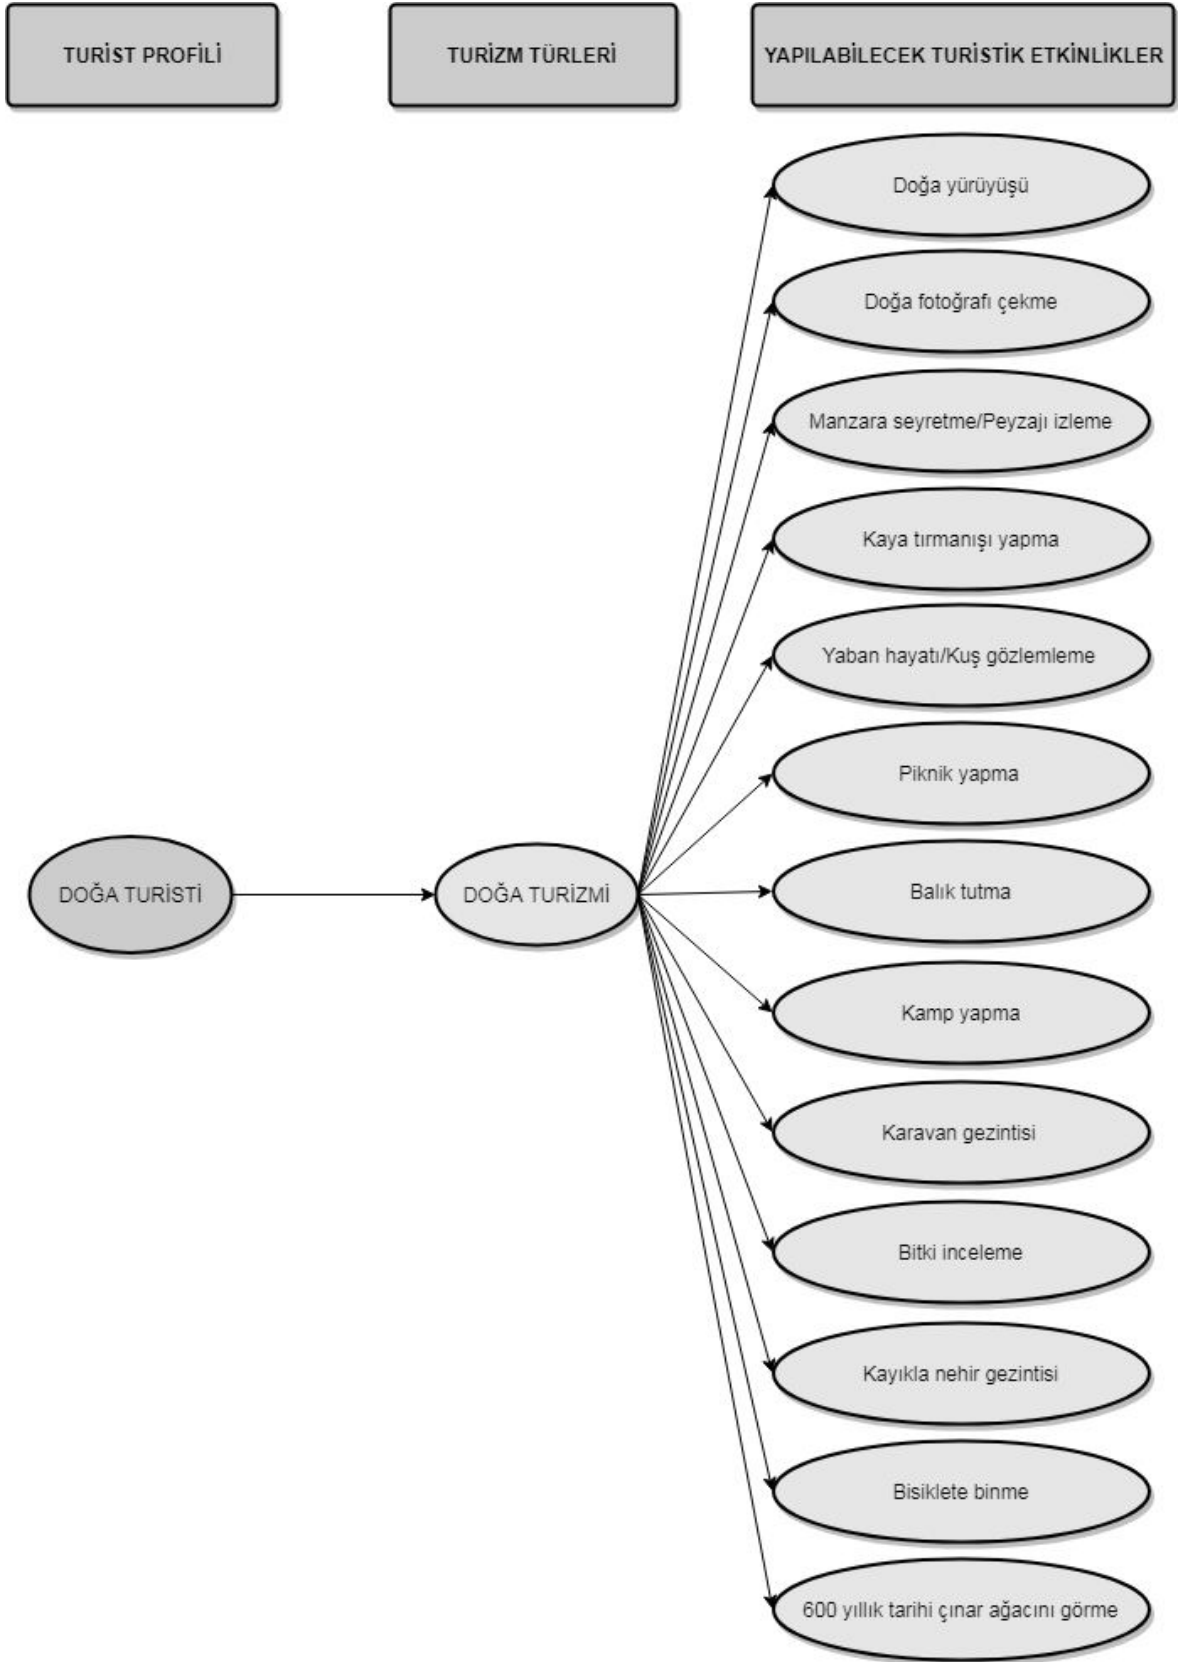 TURİST PROFİLİ
TURİZM TÜRLERİ
YAPILABİLECEK TURİSTİK ETKİNLİKLER
Doğa yürüyüşü
Doğa fotoğrafı çekme
Manzara seyretme/Peyzajı izleme
Kaya tırmanışı yapma
Yaban hayatı/Kuş gözlemleme
Piknik yapma
DOĞA TURİSTİ
DOĞA TURİZMİ
Balık tutma
Kamp yapma
Karavan gezintisi
Bitki inceleme
Kayıkla nehir gezintisi
Bisiklete binme
600 yıllık tarihi çınar ağacını görme